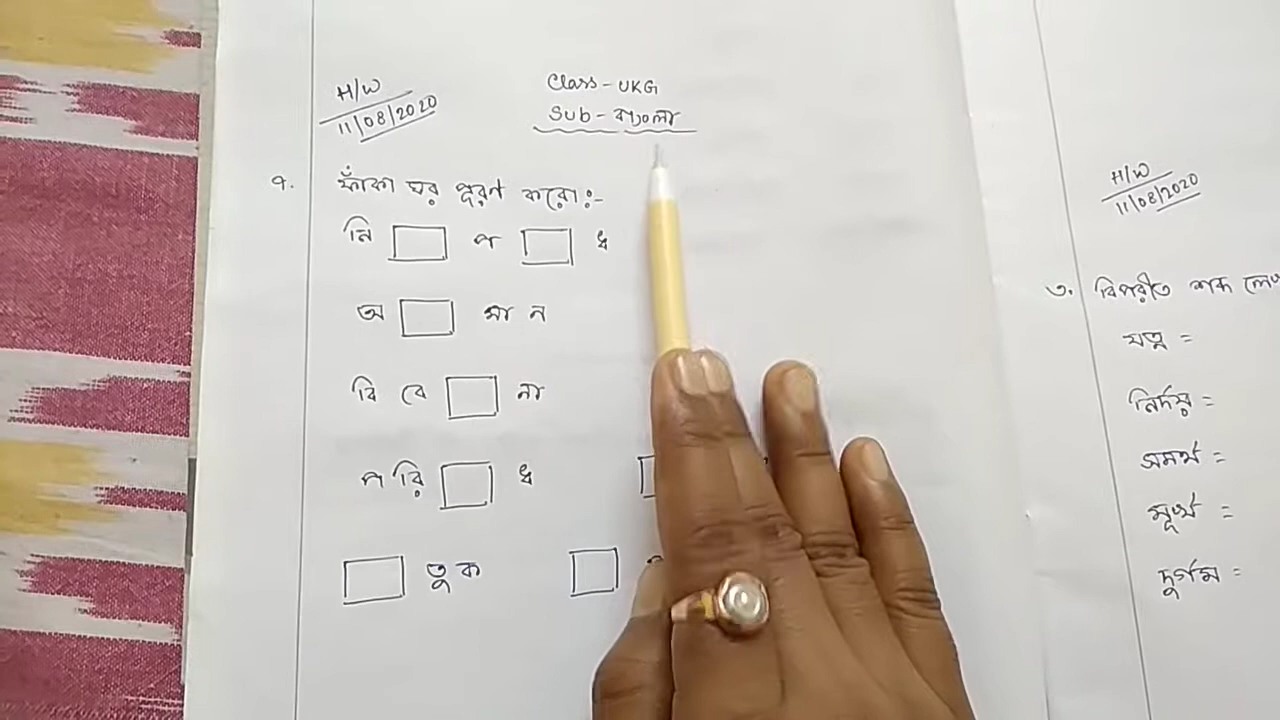 H/W
11/08/2020
Class - UKG
Sub - বাংলা
৭. ফাঁকা ঘর পূরণ করো :-
নি □ প □ ধ
অ □ মা ন
বি বে □ না
প রি □ ধ □
□ তু ক □
H/W
11/08/2020
৩. বিপরীত শব্দ
যত্ন =
নির্দয় =
সমর্থ =
মূর্খ =
দুর্গম =